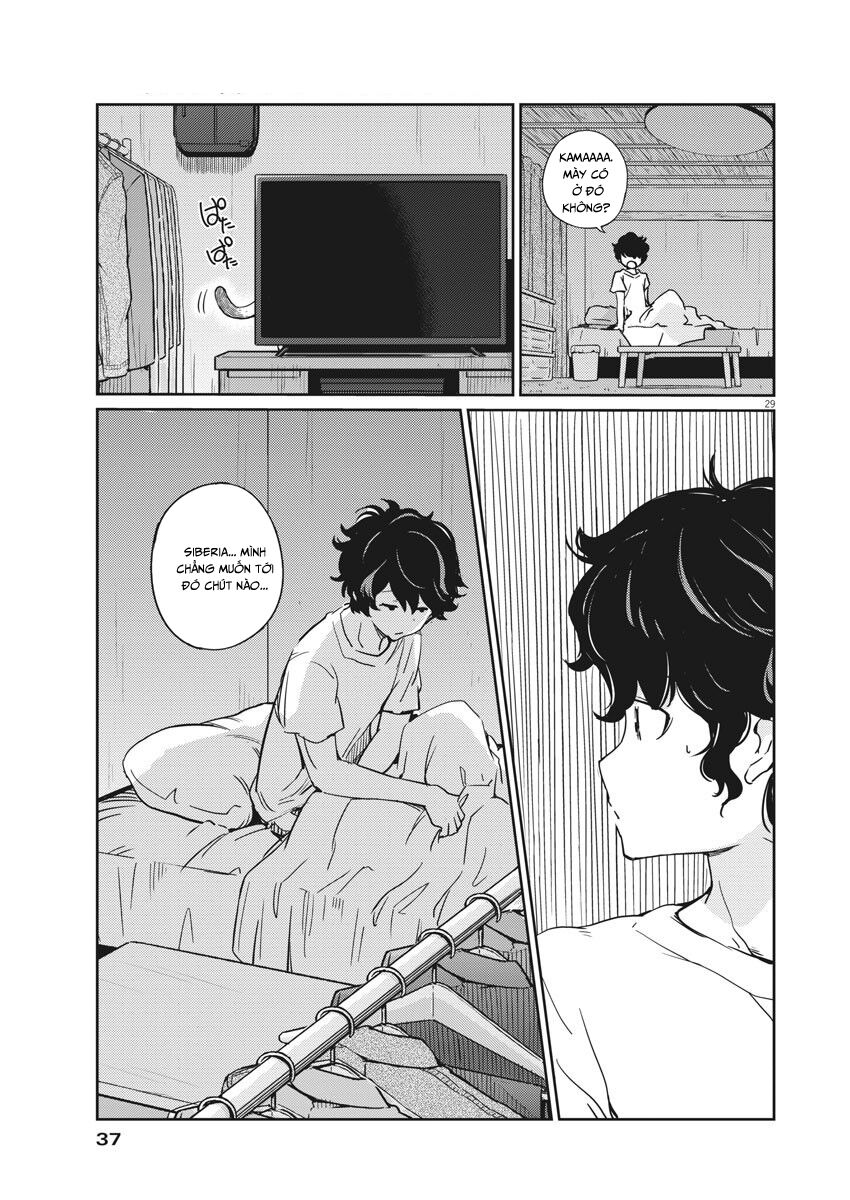 KAMAAAA.
MÀY CÓ
Ở ĐÓ
KHÔNG?
ぱた
ぱた
29
SIBERIA... MÌNH
CHẲNG MUỐN TỚI
ĐÓ CHÚT NÀO...
37